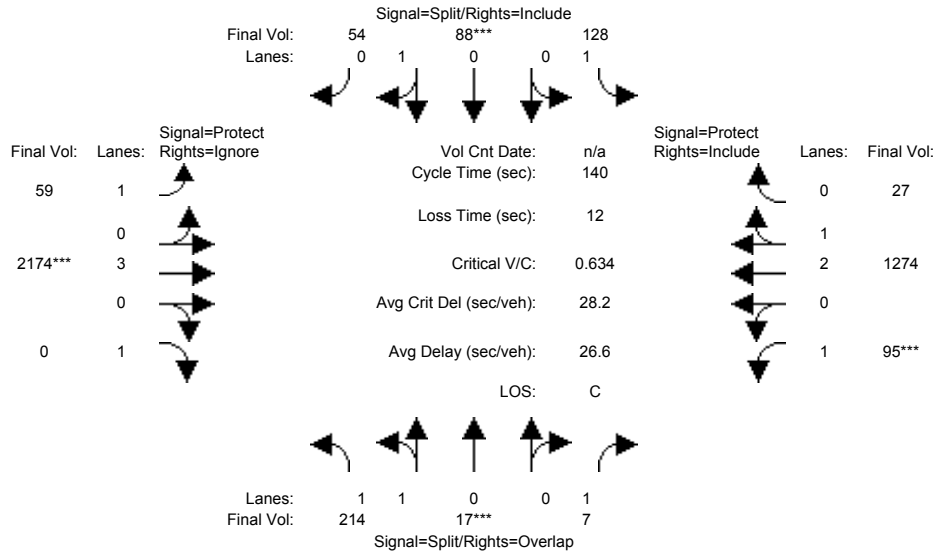 Signal=Split/Rights=Include
Final Vol: 54 88*** 128
Lanes: 0 1 0 0 1
Signal=Protect
Final Vol: Lanes: Rights=Ignore
Vol Cnt Date: n/a
Signal=Protect
Rights=Include Lanes: Final Vol:
Cycle Time (sec): 140
59 1
0 27
Loss Time (sec): 12
0
1
2174*** 3
Critical V/C: 0.634
2 1274
0
Avg Crit Del (sec/veh): 28.2
0
0 1
Avg Delay (sec/veh): 26.6
1 95***
LOS: C
Lanes: 1 1 0 0 1
Final Vol: 214 17*** 7
Signal=Split/Rights=Overlap